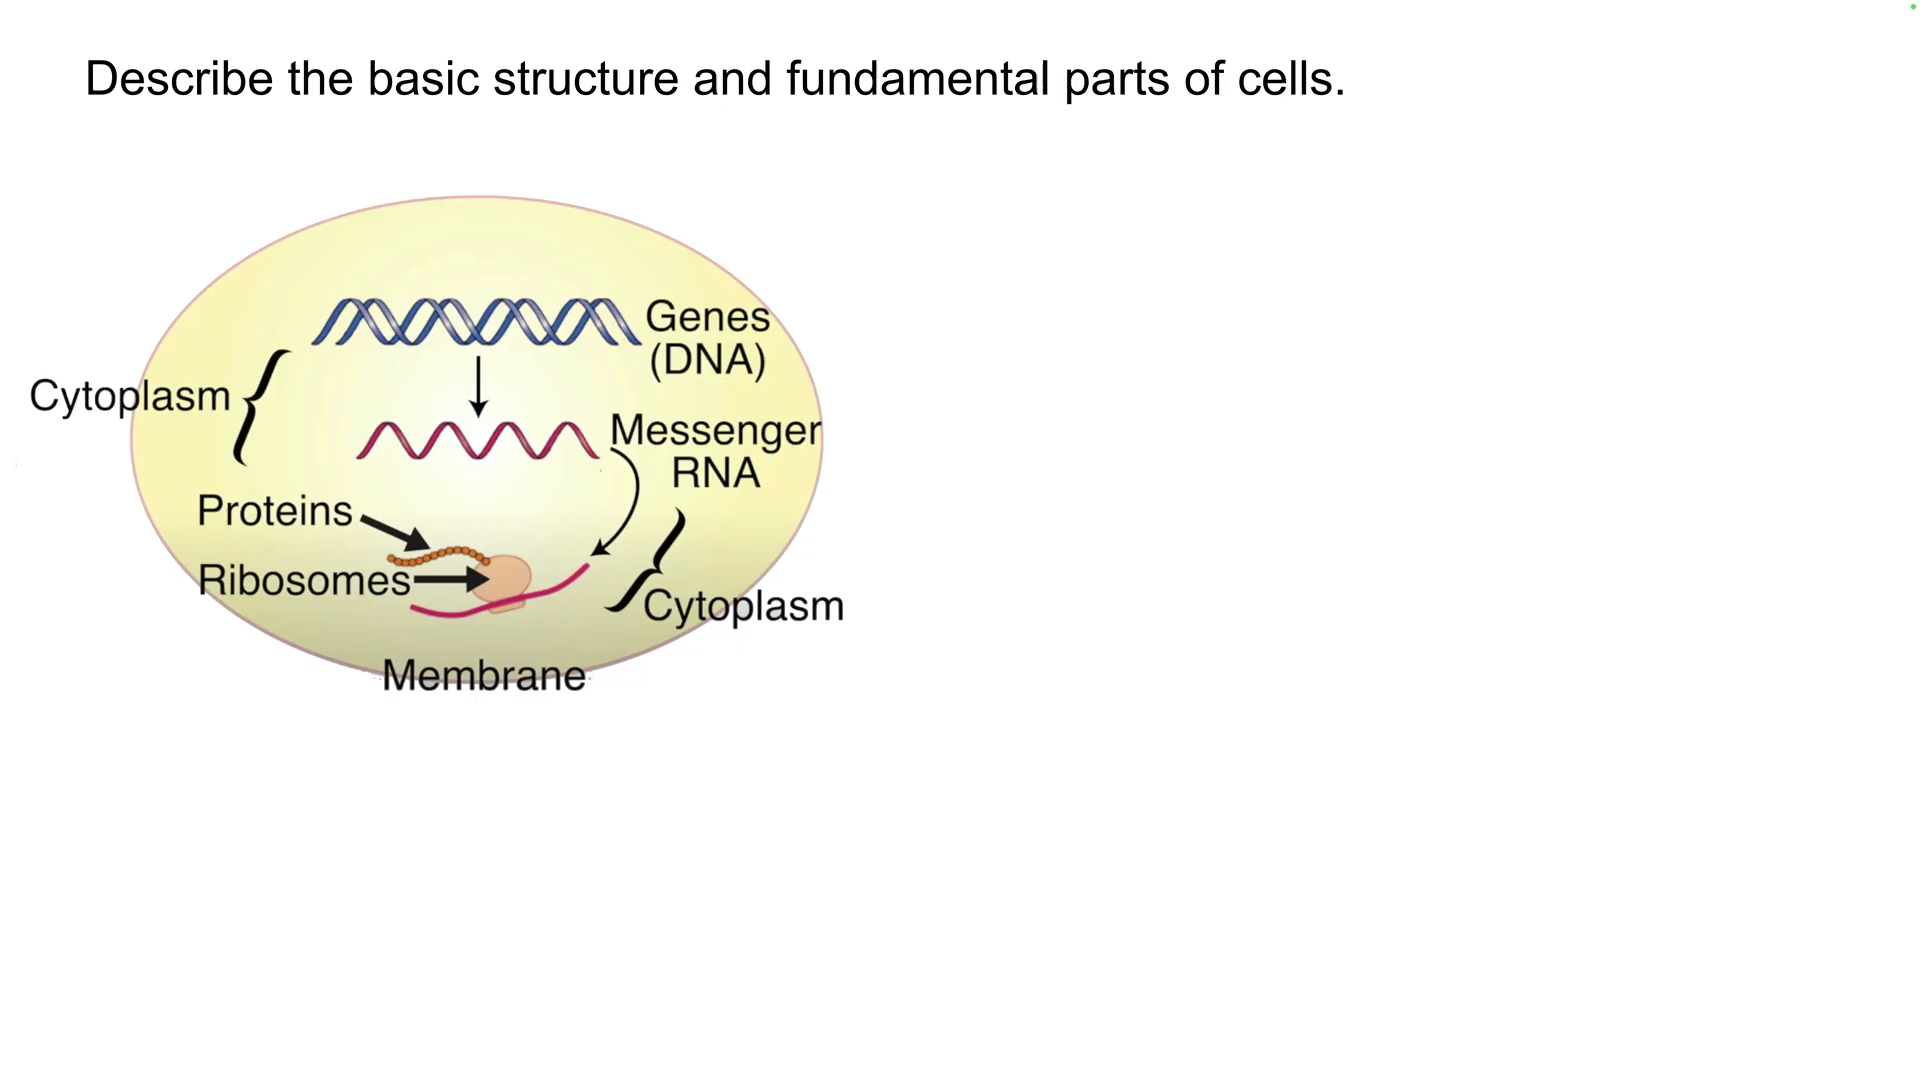 Describe the basic structure and fundamental parts of cells.
Genes
(DNA)
Cytoplasm
Messenger
RNA
Proteins
Ribosomes
Cytoplasm
Membrane